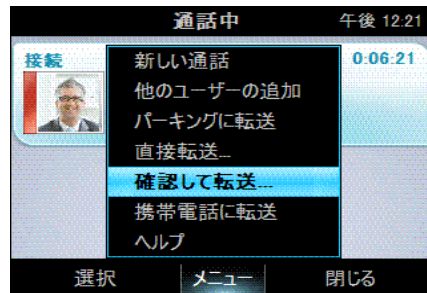 通話中 午後 12:21
接続 0:06:21
新しい通話
他のユーザーの追加
パーキングに転送
直接転送...
確認して転送...
携帯電話に転送
ヘルプ
選択 メニュー 閉じる